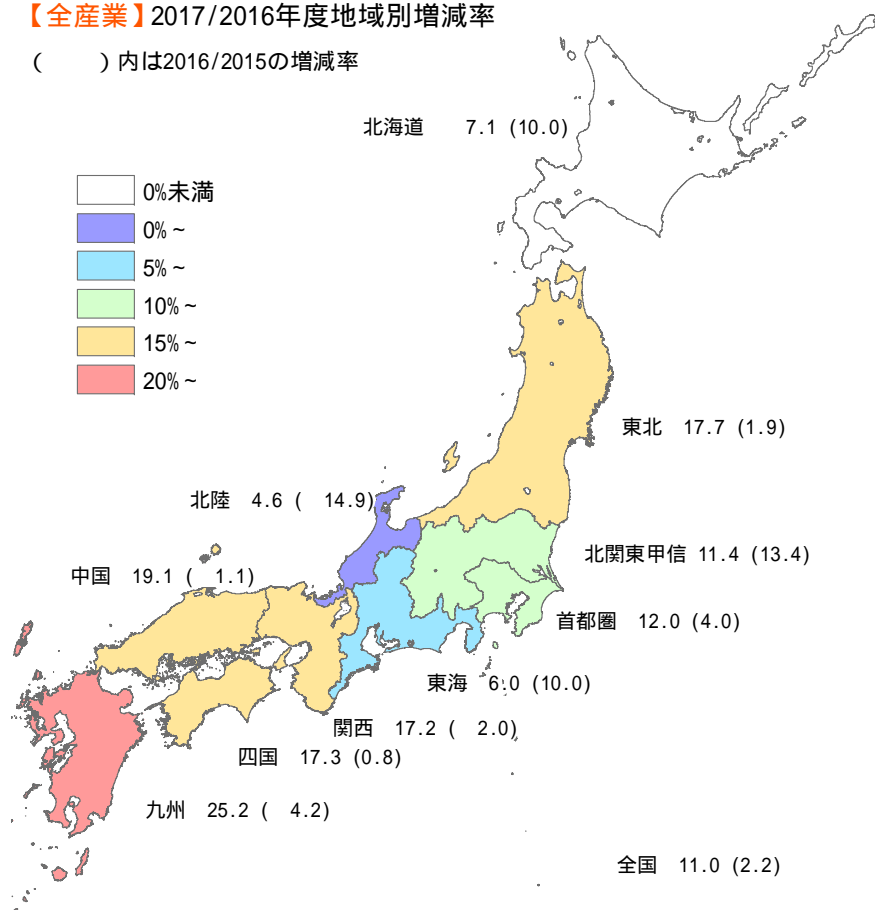 【全産業】2017/2016年度地域別増減率
(　　)内は2016/2015の増減率
北海道　7.1 (10.0)
0%未満
0%~
5%~
10%~
15%~
20%~
東北　17.7 (1.9)
北陸　4.6 (　14.9)
北関東甲信 11.4 (13.4)
中国　19.1 (　1.1)
首都圏　12.0 (4.0)
東海　6.0 (10.0)
関西　17.2 (　2.0)
四国　17.3 (0.8)
九州　25.2 (　4.2)
全国　11.0 (2.2)